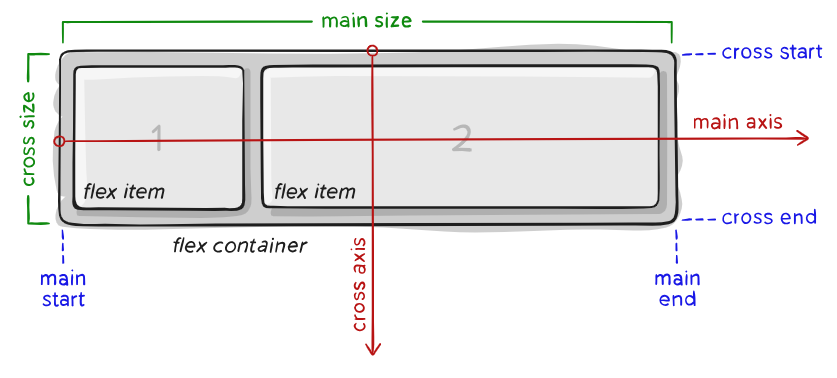 main size
cross start
cross size
1
2
main axis
flex item
flex item
cross end
flex container
cross axis
main
start
main
end